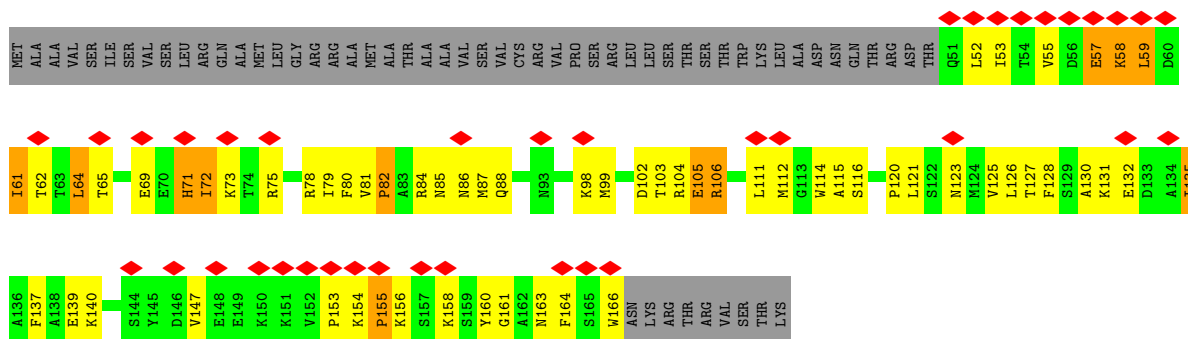 MET ALA ALA VAL SER ILE SER VAL SER LEU ARG GLN ALA MET LEU GLY ARG ARG ALA MET ALA THR ALA ALA VAL SER VAL CYS ARG VAL PRO SER ARG LEU LEU SER THR SER THR TRP LYS LEU ALA ASP ASN GLN THR ARG ASP THR Q51 L52 I53 T54 V55 D56 E57 K58 L59 D60
I61 T62 T63 L64 T65 E69 E70 H71 I72 K73 T74 R75 R78 I79 F80 V81 P82 A83 R84 N85 N86 M87 Q88 N93 K98 M99 D102 T103 R104 E105 R106 L111 M112 G113 W114 A115 S116 P120 L121 S122 N123 M124 V125 L126 T127 F128 S129 A130 K131 E132 D133 A134 I135
A136 F137 A138 E139 K140 S144 Y145 D146 V147 E148 E149 K150 K151 V152 P153 K154 P155 K156 S157 K158 S159 Y160 G161 A162 N163 F164 S165 W166 ASN LYS ARG THR ARG VAL SER THR LYS